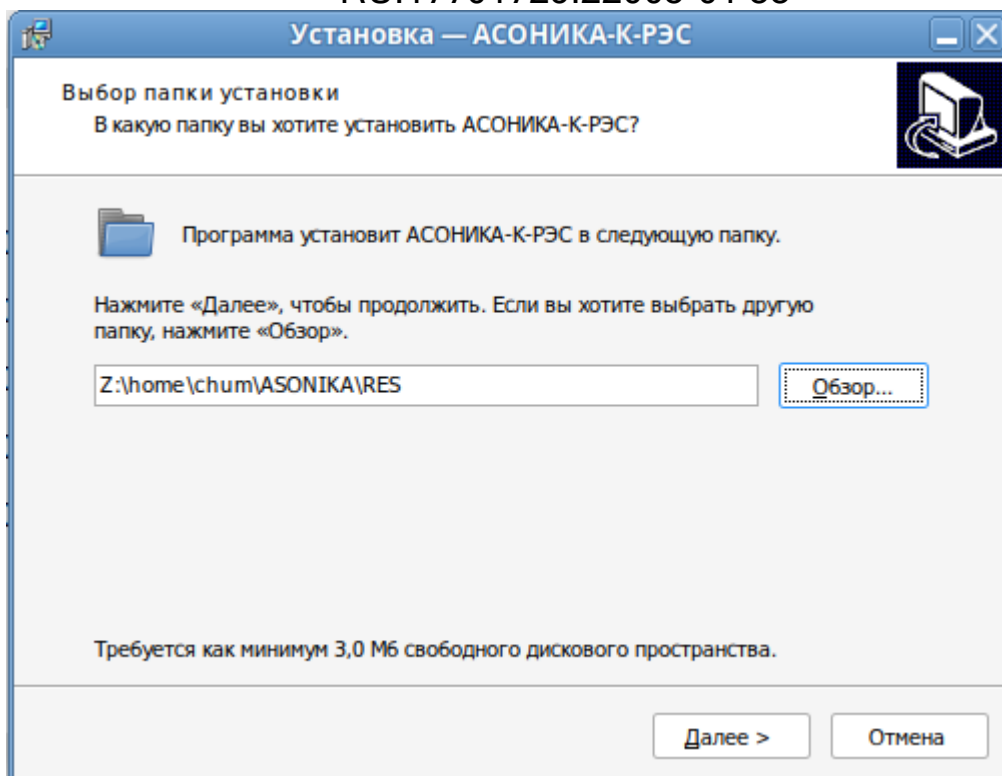 Установка — АСОНИКА-К-РЭС
Выбор папки установки
В какую папку вы хотите установить АСОНИКА-К-РЭС?
Программа установит АСОНИКА-К-РЭС в следующую папку.
Нажмите «Далее», чтобы продолжить. Если вы хотите выбрать другую
папку, нажмите «Обзор».
Z:\home\chum\ASONIKA\RES
Обзор...
Требуется как минимум 3,0 Мб свободного дискового пространства.
Далее >
Отмена